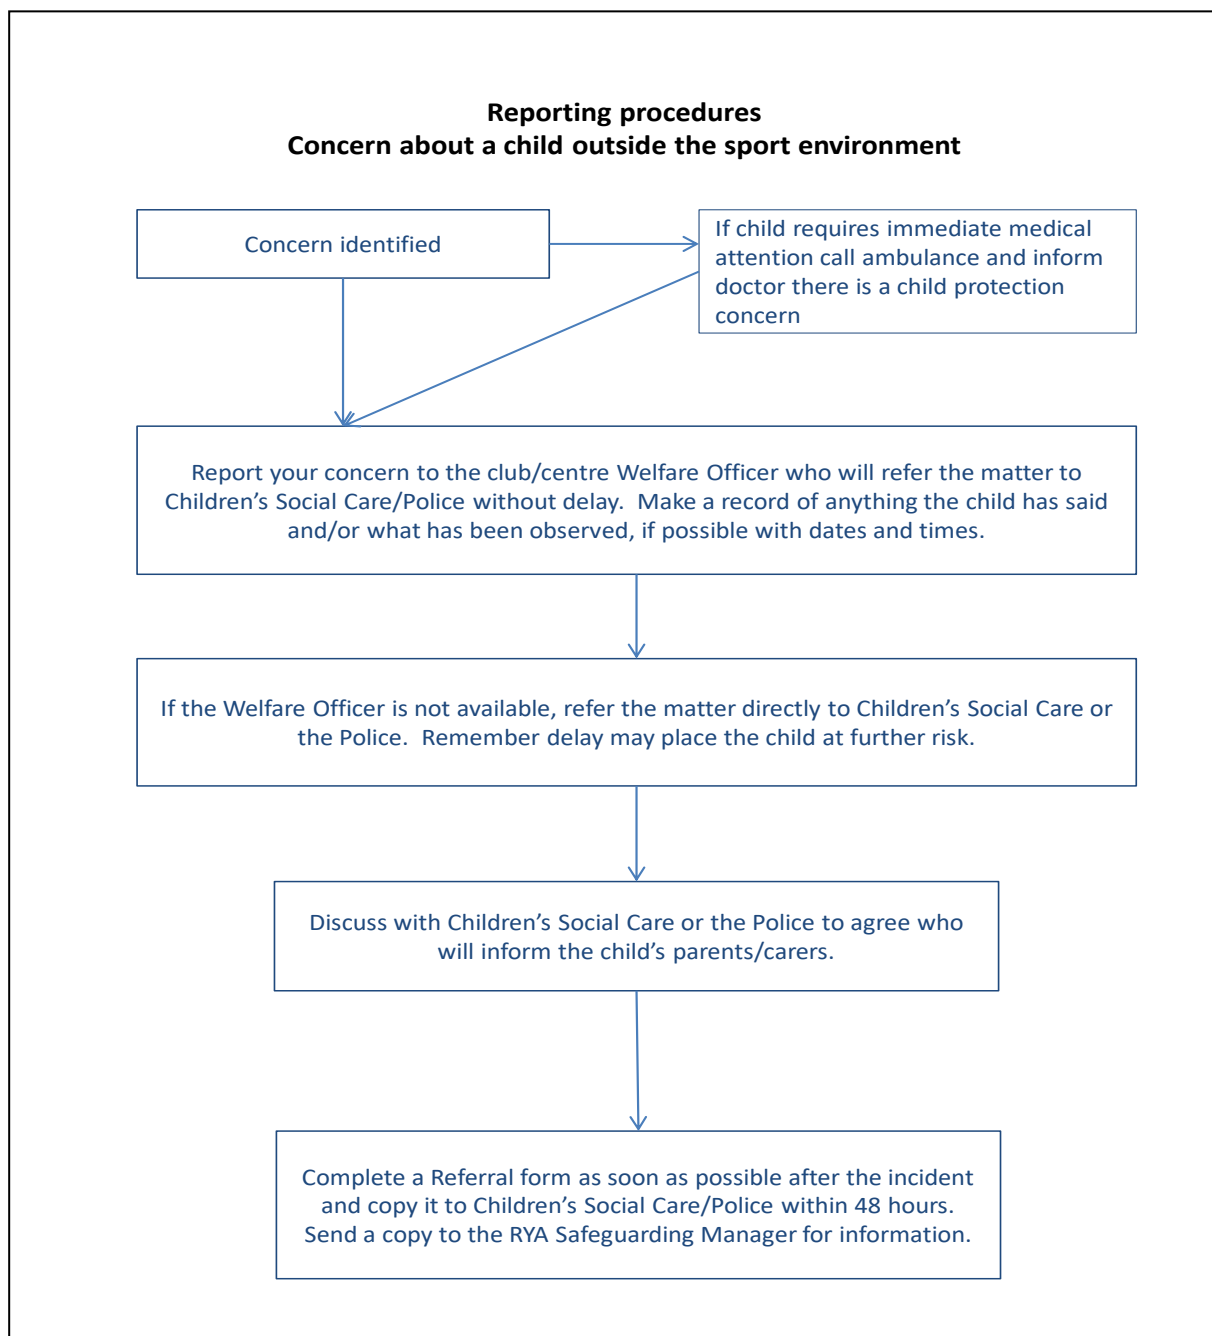 Reporting procedures
Concern about a child outside the sport environment
Concern identified
If child requires immediate medical
attention call ambulance and inform
doctor there is a child protection
concern
Report your concern to the club/centre Welfare Officer who will refer the matter to
Children’s Social Care/Police without delay.  Make a record of anything the child has said
and/or what has been observed, if possible with dates and times.
If the Welfare Officer is not available, refer the matter directly to Children’s Social Care or
the Police.  Remember delay may place the child at further risk.
Discuss with Children’s Social Care or the Police to agree who
will inform the child’s parents/carers.
Complete a Referral form as soon as possible after the incident
and copy it to Children’s Social Care/Police within 48 hours.
Send a copy to the RYA Safeguarding Manager for information.